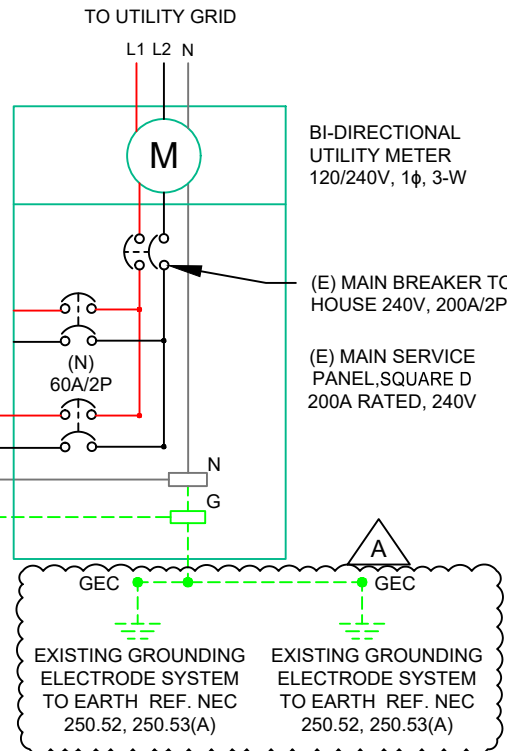 TO UTILITY GRID
L1 L2 N
M
BI-DIRECTIONAL
UTILITY METER
120/240V, 1ϕ, 3-W
(E) MAIN BREAKER TO
HOUSE 240V, 200A/2P
(E) MAIN SERVICE
PANEL,SQUARE D
200A RATED, 240V
(N)
60A/2P
N
G
A
GEC
GEC
EXISTING GROUNDING
ELECTRODE SYSTEM
TO EARTH REF. NEC
250.52, 250.53(A)
EXISTING GROUNDING
ELECTRODE SYSTEM
TO EARTH REF. NEC
250.52, 250.53(A)